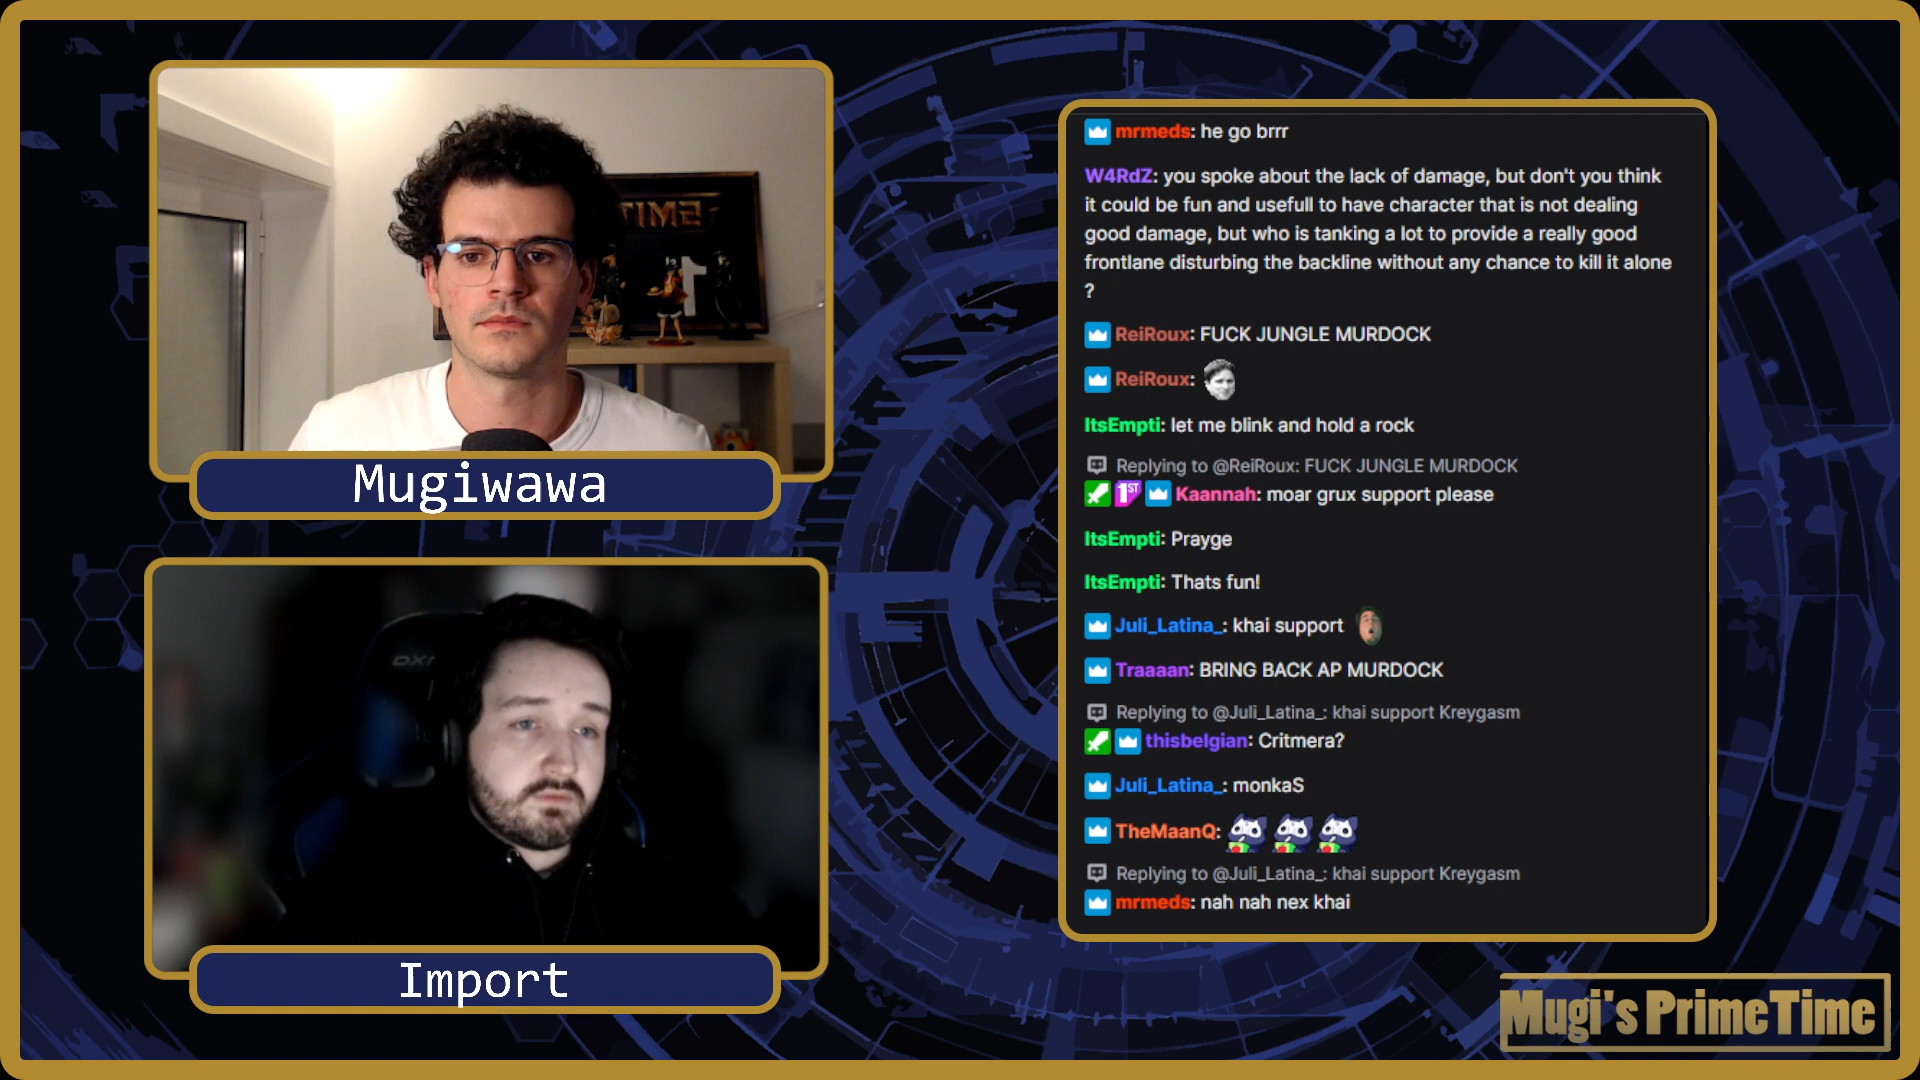 TIME
1
Mugiwawa
DX
Import
mrmeds: he go brrr
W4RdZ: you spoke about the lack of damage, but don't you think
it could be fun and usefull to have character that is not dealing
good damage, but who is tanking a lot to provide a really good
frontlane disturbing the backline without any chance to kill it alone
?
ReiRoux: FUCK JUNGLE MURDOCK
ReiRoux:
ItsEmpti: let me blink and hold a rock
Replying to @ReiRoux: FUCK JUNGLE MURDOCK
1ST Kaannah: moar grux support please
ItsEmpti: Prayge
ItsEmpti: Thats fun!
Juli_Latina_: khai support
Traaaan: BRING BACK AP MURDOCK
Replying to @Juli_Latina_: khai support Kreygasm
thisbelgian: Critmera?
Juli_Latina_: monkaS
TheMaanQ:
Replying to @Juli_Latina_: khai support Kreygasm
mrmeds: nah nah nex khai
Mugi's PrimeTime